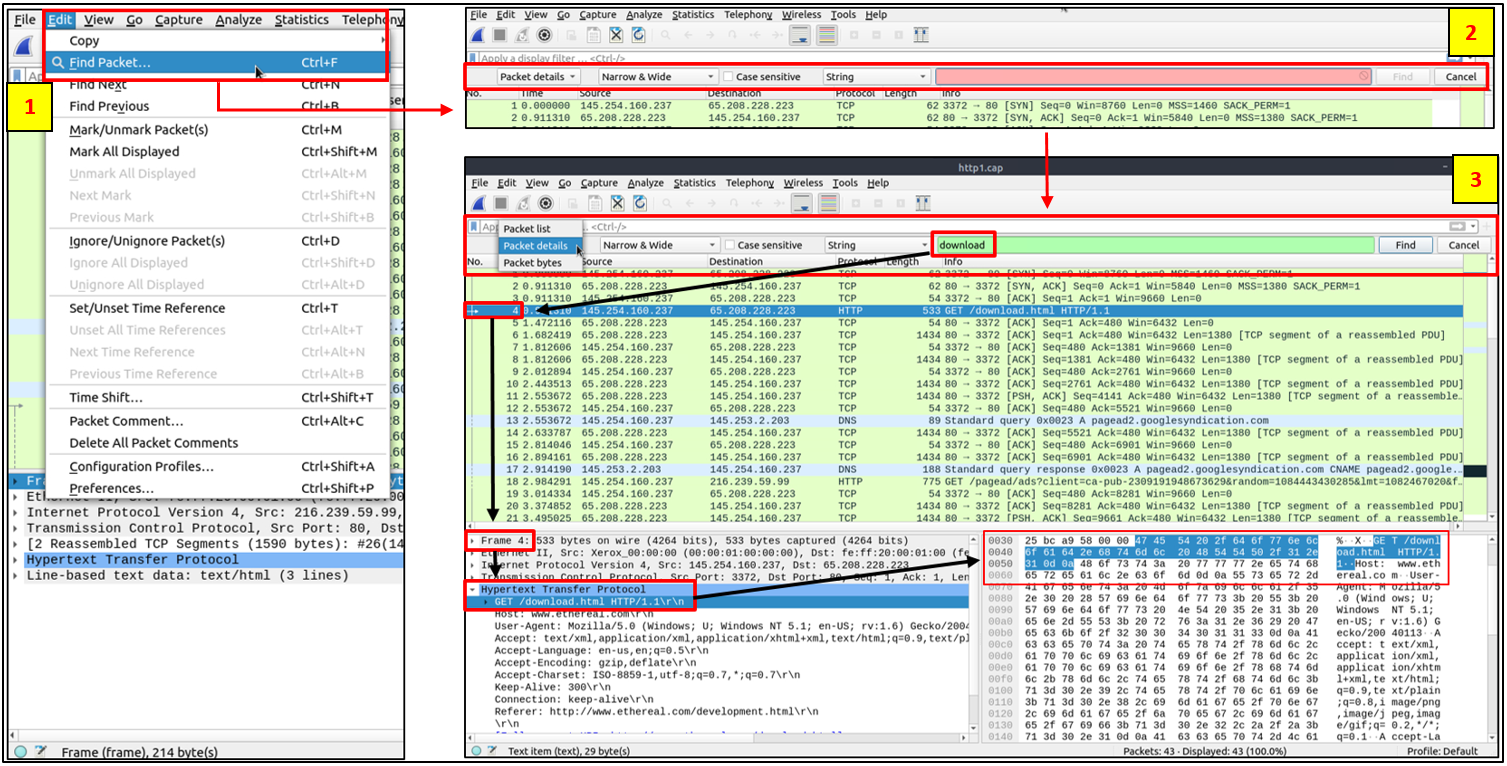 File Edit View Go Capture Analyze Statistics Telephony
Copy
Find Packet... Ctrl+F
Find Next Ctrl+N
Find Previous Ctrl+B
Mark/Unmark Packet(s) Ctrl+M
Mark All Displayed Ctrl+Shift+M
Unmark All Displayed Ctrl+Alt+M
Next Mark Ctrl+Shift+N
Previous Mark Ctrl+Shift+B
Ignore/Unignore Packet(s) Ctrl+D
Ignore All Displayed Ctrl+Shift+D
Unignore All Displayed Ctrl+Alt+D
Set/Unset Time Reference Ctrl+T
Unset All Time References Ctrl+Alt+T
Next Time Reference Ctrl+Alt+N
Previous Time Reference Ctrl+Alt+B
Time Shift... Ctrl+Shift+T
Packet Comment... Ctrl+Alt+C
Delete All Packet Comments
Configuration Profiles... Ctrl+Shift+A
Preferences... Ctrl+Shift+P
1
Internet Protocol Version 4, Src: 216.239.59.99,
Transmission Control Protocol, Src Port: 80, Dst
[2 Reassembled TCP Segments (1590 bytes): #26(14
Hypertext Transfer Protocol
Line-based text data: text/html (3 lines)
Frame (frame), 214 byte(s)
File Edit View Go Capture Analyze Statistics Telephony Wireless Tools Help
2
Apply a display filter ... <Ctrl-/>
Packet details Narrow & Wide Case sensitive String Find Cancel
No. Time Source Destination Protocol Length Info
1 0.000000 145.254.160.237 65.208.228.223 TCP 62 3372 → 80 [SYN] Seq=0 Win=8760 Len=0 MSS=1460 SACK_PERM=1
2 0.911310 65.208.228.223 145.254.160.237 TCP 62 80 → 3372 [SYN, ACK] Seq=0 Ack=1 Win=5840 Len=0 MSS=1380 SACK_PERM=1
http1.cap
3
File Edit View Go Capture Analyze Statistics Telephony Wireless Tools Help
... <Ctrl-/>
Packet list
Packet details Narrow & Wide Case sensitive String download Find Cancel
Packet bytes
No. Source Destination Protocol Length Info
145.254.160.237 65.208.228.223 TCP 62 3372 → 80 [SYN] Seq=0 Win=8760 Len=0 MSS=1460 SACK_PERM=1
2 0.911310 65.208.228.223 145.254.160.237 TCP 62 80 → 3372 [SYN, ACK] Seq=0 Ack=1 Win=5840 Len=0 MSS=1380 SACK_PERM=1
3 0.911310 145.254.160.237 65.208.228.223 TCP 54 3372 → 80 [ACK] Seq=1 Ack=1 Win=9660 Len=0
4 0.911310 145.254.160.237 65.208.228.223 HTTP 533 GET /download.html HTTP/1.1
5 1.472116 65.208.228.223 145.254.160.237 TCP 54 80 → 3372 [ACK] Seq=1 Ack=480 Win=6432 Len=0
6 1.682419 65.208.228.223 145.254.160.237 TCP 1434 80 → 3372 [ACK] Seq=1 Ack=480 Win=6432 Len=1380 [TCP segment of a reassembled PDU]
7 1.812606 145.254.160.237 65.208.228.223 TCP 54 3372 → 80 [ACK] Seq=480 Ack=1381 Win=9660 Len=0
8 1.812606 65.208.228.223 145.254.160.237 TCP 1434 80 → 3372 [ACK] Seq=1381 Ack=480 Win=6432 Len=1380 [TCP segment of a reassembled PDU]
9 2.012894 145.254.160.237 65.208.228.223 TCP 54 3372 → 80 [ACK] Seq=480 Ack=2761 Win=9660 Len=0
10 2.443513 65.208.228.223 145.254.160.237 TCP 1434 80 → 3372 [ACK] Seq=2761 Ack=480 Win=6432 Len=1380 [TCP segment of a reassembled PDU]
11 2.553672 65.208.228.223 145.254.160.237 TCP 1434 80 → 3372 [PSH, ACK] Seq=4141 Ack=480 Win=6432 Len=1380 [TCP segment of a reassemble…
12 2.553672 145.254.160.237 65.208.228.223 TCP 54 3372 → 80 [ACK] Seq=480 Ack=5521 Win=9660 Len=0
13 2.553672 145.254.160.237 145.253.2.203 DNS 89 Standard query 0x0023 A pagead2.googlesyndication.com
14 2.633787 65.208.228.223 145.254.160.237 TCP 1434 80 → 3372 [ACK] Seq=5521 Ack=480 Win=6432 Len=1380 [TCP segment of a reassembled PDU]
15 2.814046 145.254.160.237 65.208.228.223 TCP 54 3372 → 80 [ACK] Seq=480 Ack=6901 Win=9660 Len=0
16 2.894161 65.208.228.223 145.254.160.237 TCP 1434 80 → 3372 [ACK] Seq=6901 Ack=480 Win=6432 Len=1380 [TCP segment of a reassembled PDU]
17 2.914190 145.253.2.203 145.254.160.237 DNS 188 Standard query response 0x0023 A pagead2.googlesyndication.com CNAME pagead2.google…
18 2.984291 145.254.160.237 216.239.59.99 HTTP 775 GET /pagead/ads?client=ca-pub-2309191948673629&random=1084443430285&lmt=1082467020&f…
19 3.014334 145.254.160.237 65.208.228.223 TCP 54 3372 → 80 [ACK] Seq=480 Ack=8281 Win=9660 Len=0
20 3.374852 65.208.228.223 145.254.160.237 TCP 1434 80 → 3372 [ACK] Seq=8281 Ack=480 Win=6432 Len=1380 [TCP segment of a reassembled PDU]
21 3.495025 65.208.228.223 145.254.160.237 TCP 1434 80 → 3372 [PSH, ACK] Seq=9661 Ack=480 Win=6432 Len=1380 [TCP segment of a reassemble…
Frame 4: 533 bytes on wire (4264 bits), 533 bytes captured (4264 bits)
Ethernet II, Src: Xerox_00:00:00 (00:00:01:00:00:00), Dst: fe:ff:20:00:01:00 (fe
Internet Protocol Version 4, Src: 145.254.160.237, Dst: 65.208.228.223
Transmission Control Protocol, Src Port: 3372, Dst Port: 80, Seq: 1, Ack: 1, Len
Hypertext Transfer Protocol
GET /download.html HTTP/1.1\r\n
Host: www.ethereal.com\r\n
User-Agent: Mozilla/5.0 (Windows; U; Windows NT 5.1; en-US; rv:1.6) Gecko/2004
Accept: text/xml,application/xml,application/xhtml+xml,text/html;q=0.9,text/pl
Accept-Language: en-us,en;q=0.5\r\n
Accept-Encoding: gzip,deflate\r\n
Accept-Charset: ISO-8859-1,utf-8;q=0.7,*;q=0.7\r\n
Keep-Alive: 300\r\n
Connection: keep-alive\r\n
Referer: http://www.ethereal.com/development.html\r\n
\r\n
0030 25 bc a9 58 00 00 47 45 54 20 2f 64 6f 77 6e 6c %··X··GE T /downl
0040 6f 61 64 2e 68 74 6d 6c 20 48 54 54 50 2f 31 2e oad.html HTTP/1.
0050 31 0d 0a 48 6f 73 74 3a 20 77 77 77 2e 65 74 68 1··Host: www.eth
0060 65 72 65 61 6c 2e 63 6f 6d 0d 0a 55 73 65 72 2d ereal.co m··User-
0070 41 67 65 6e 74 3a 20 4d 6f 7a 69 6c 6c 61 2f 35 Agent: M ozilla/5
0080 2e 30 20 28 57 69 6e 64 6f 77 73 3b 20 55 3b 20 .0 (Wind ows; U;
0090 57 69 6e 64 6f 77 73 20 4e 54 20 35 2e 31 3b 20 Windows NT 5.1;
00a0 65 6e 2d 55 53 3b 20 72 76 3a 31 2e 36 29 20 47 en-US; r v:1.6) G
00b0 65 63 6b 6f 2f 32 30 30 34 30 31 31 33 0d 0a 41 ecko/200 40113··A
00c0 63 63 65 70 74 3a 20 74 65 78 74 2f 78 6d 6c 2c ccept: t ext/xml,
00d0 61 70 70 6c 69 63 61 74 69 6f 6e 2f 78 6d 6c 2c applicat ion/xml,
00e0 61 70 70 6c 69 63 61 74 69 6f 6e 2f 78 68 74 6d applicat ion/xhtm
00f0 6c 2b 78 6d 6c 2c 74 65 78 74 2f 68 74 6d 6c 3b l+xml,te xt/html;
0100 71 3d 30 2e 39 2c 74 65 78 74 2f 70 6c 61 69 6e q=0.9,te xt/plain
0110 3b 71 3d 30 2e 38 2c 69 6d 61 67 65 2f 70 6e 67 ;q=0.8,i mage/png
0120 2c 69 6d 61 67 65 2f 6a 70 65 67 2c 69 6d 61 67 ,image/j peg,imag
0130 65 2f 67 69 66 3b 71 3d 30 2e 32 2c 2a 2f 2a 3b e/gif;q= 0.2,*/*;
0140 71 3d 30 2e 31 0d 0a 41 63 63 65 70 74 2d 4c 61 q=0.1··A ccept-La
Text item (text), 29 byte(s)
Packets: 43 · Displayed: 43 (100.0%)
Profile: Default